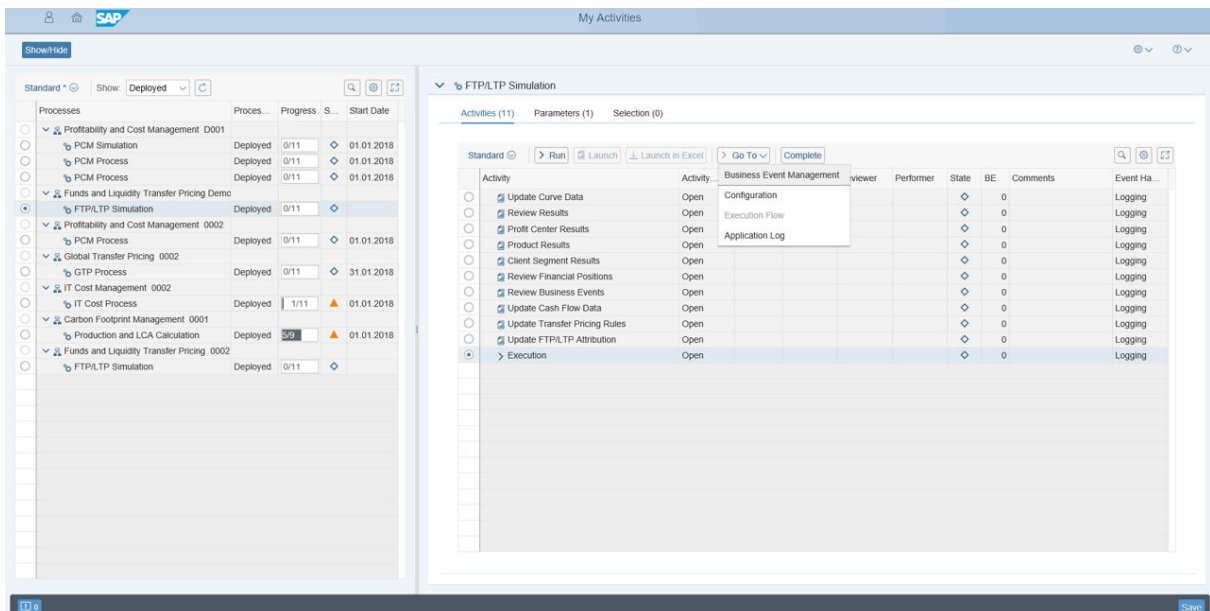 SAP My Activities
Show/Hide
Standard * Show: Deployed
Processes Proces... Progress S... Start Date
Profitability and Cost Management D001
PCM Simulation Deployed 0/11 01.01.2018
PCM Process Deployed 0/11 01.01.2018
PCM Process Deployed 0/11 01.01.2018
Funds and Liquidity Transfer Pricing Demo
FTP/LTP Simulation Deployed 0/11
Profitability and Cost Management 0002
PCM Process Deployed 0/11 01.01.2018
Global Transfer Pricing 0002
GTP Process Deployed 0/11 31.01.2018
IT Cost Management 0002
IT Cost Process Deployed 1/11 01.01.2018
Carbon Footprint Management 0001
Production and LCA Calculation Deployed 5/9 01.01.2018
Funds and Liquidity Transfer Pricing 0002
FTP/LTP Simulation Deployed 0/11
FTP/LTP Simulation
Activities (11) Parameters (1) Selection (0)
Standard Run Launch Launch in Excel Go To Complete
Business Event Management
Configuration
Execution Flow
Application Log
Activity Activity... viewer Performer State BE Comments Event Ha...
Update Curve Data Open 0 Logging
Review Results Open 0 Logging
Profit Center Results Open 0 Logging
Product Results Open 0 Logging
Client Segment Results Open 0 Logging
Review Financial Positions Open 0 Logging
Review Business Events Open 0 Logging
Update Cash Flow Data Open 0 Logging
Update Transfer Pricing Rules Open 0 Logging
Update FTP/LTP Attribution Open 0 Logging
Execution Open 0 Logging
0 Save